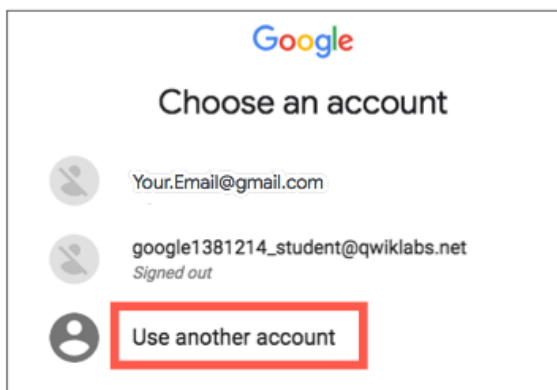 Google
Choose an account
Your.Email@gmail.com
google1381214_student@qwiklabs.net
Signed out
Use another account